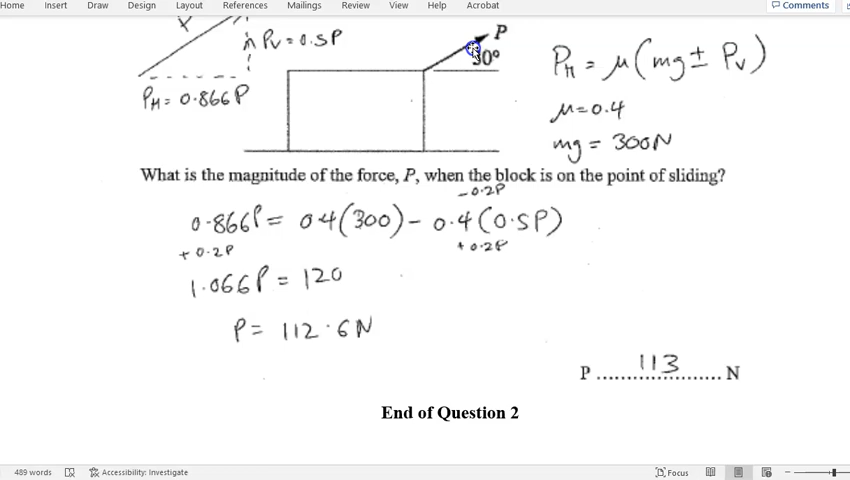 Home Insert Draw Layout References Mailings Review View Help Acrobat Comments
PV = 0.5P
PH = 0.866P
P
30°
PH = μ(mg ± PV)
μ = 0.4
mg = 300N
What is the magnitude of the force, P, when the block is on the point of sliding?
-0.2P
0.866P = 0.4(300) - 0.4(0.5P)
+0.2P +0.2P
1.066P = 120
P = 112.6N
P 113 N
End of Question 2
489 words Accessibility: Investigate Focus